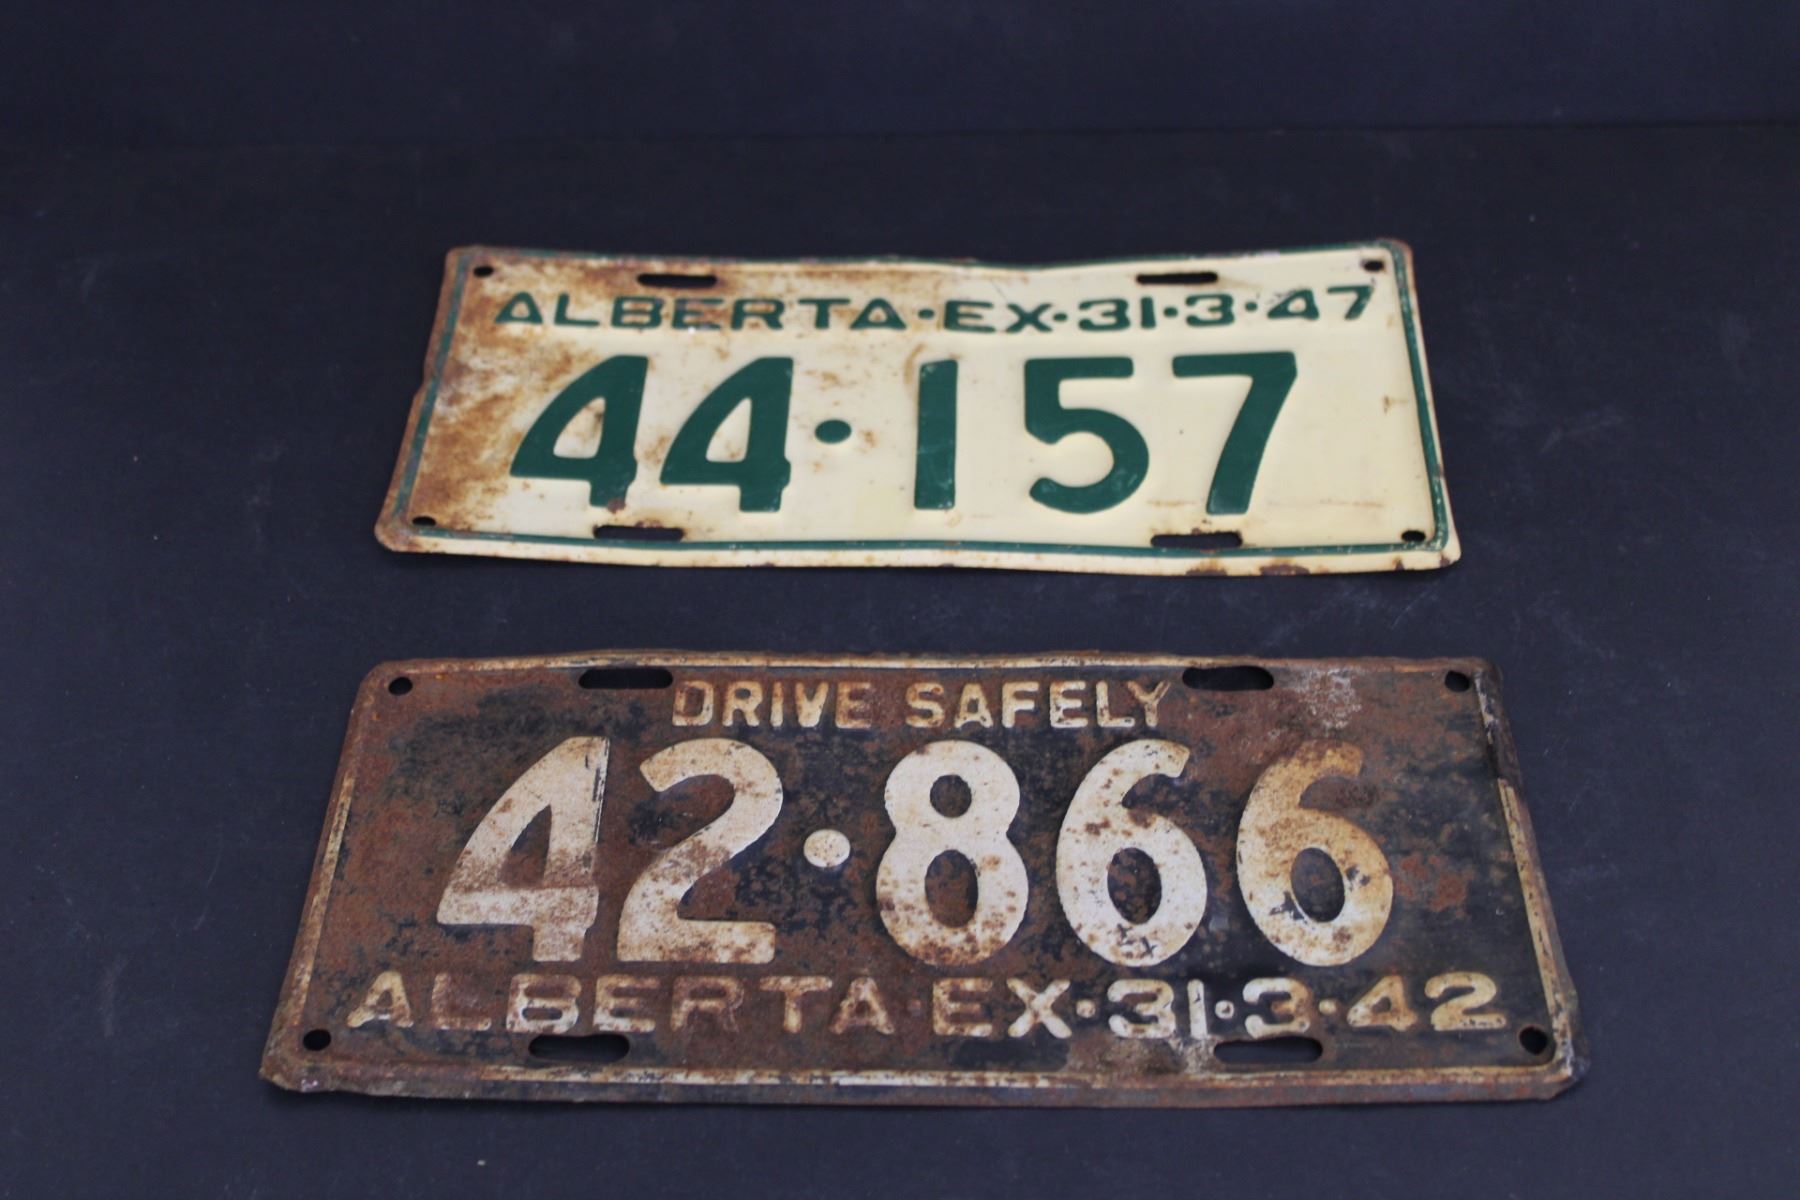 ALBERTA·EX·31·3·47
44·157
DRIVE SAFELY
42·866
ALBERTA·EX·31·3·42